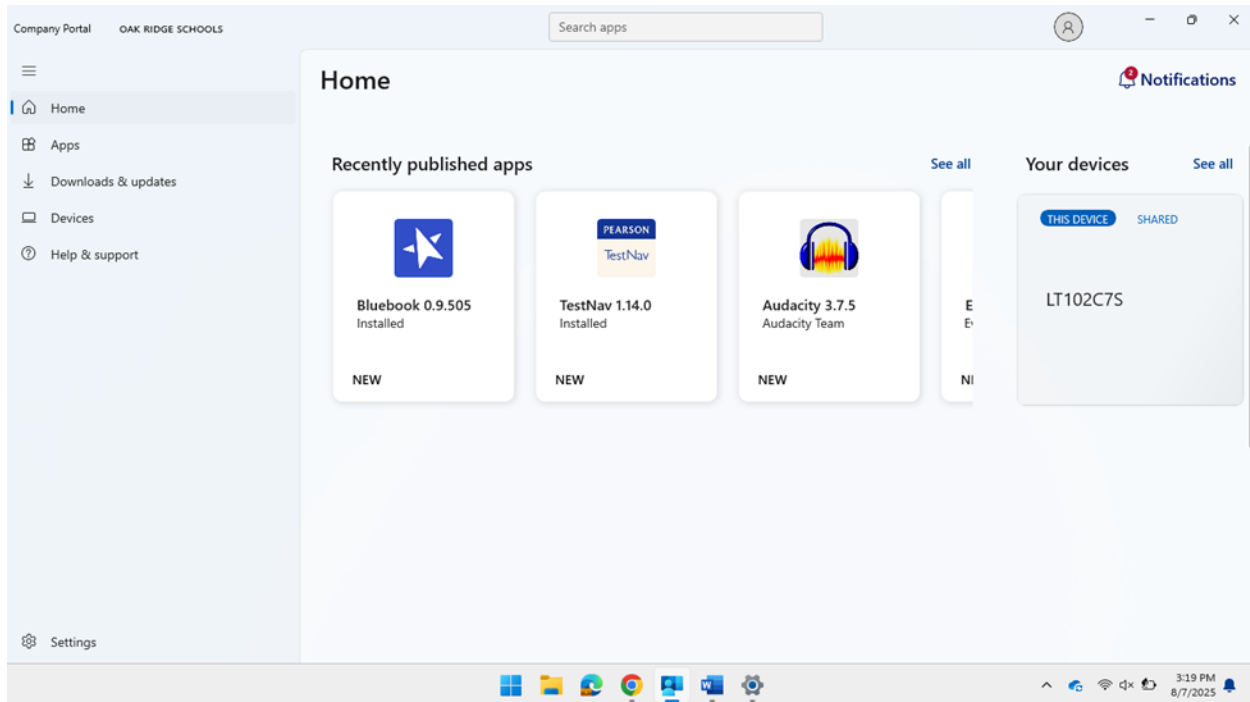 Company Portal OAK RIDGE SCHOOLS
Search apps
Home
Apps
Downloads & updates
Devices
Help & support
Settings
Home
2
Notifications
Recently published apps
See all
PEARSON
TestNav
Bluebook 0.9.505
Installed
NEW
TestNav 1.14.0
Installed
NEW
Audacity 3.7.5
Audacity Team
NEW
E
Ev
NE
Your devices
See all
THIS DEVICE SHARED
LT102C7S
3:19 PM
8/7/2025